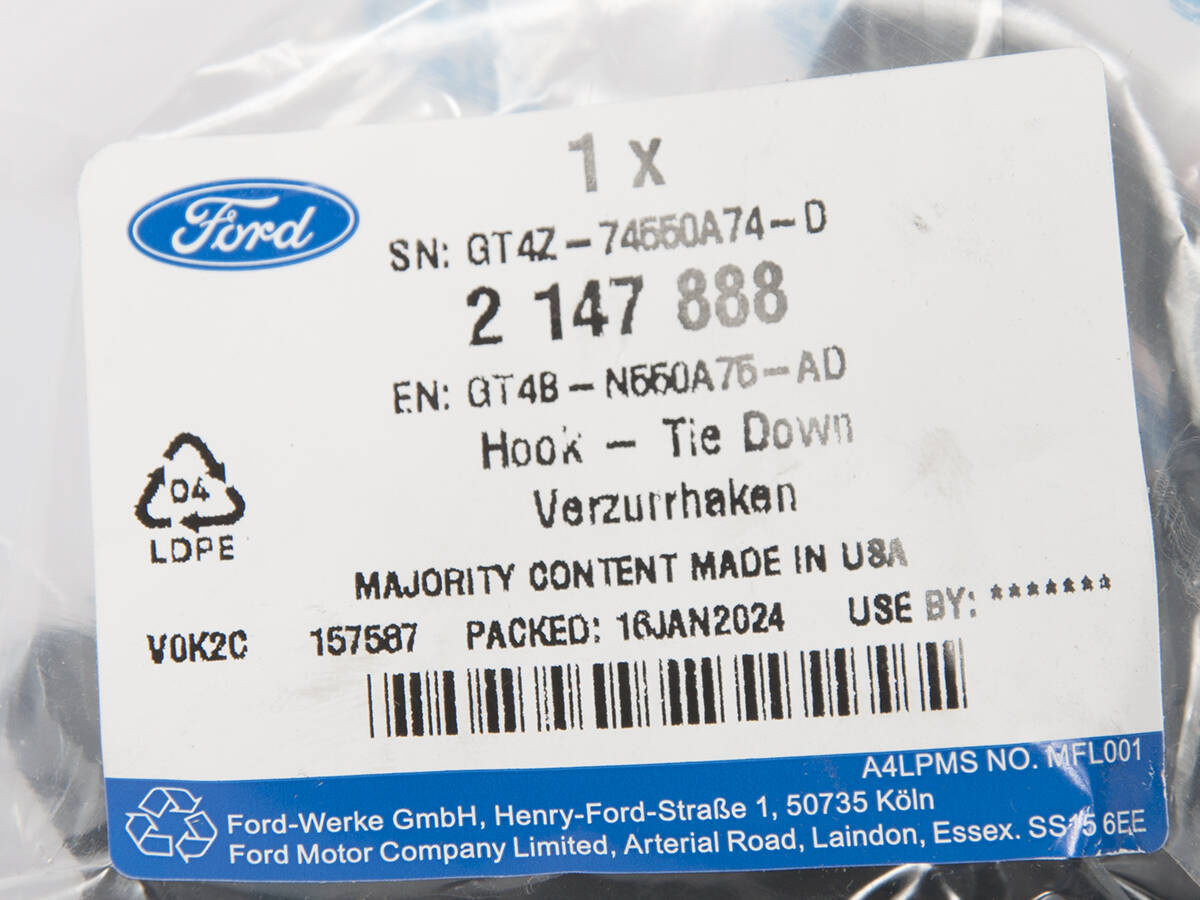 Ford
1 x
SN: GT4Z-74550A74-D
2 147 888
EN: GT4B-N550A75-AD
Hook - Tie Down
Verzurrhaken
04
LDPE
MAJORITY CONTENT MADE IN USA
V0K2C 157587 PACKED: 16JAN2024 USE BY: *******
A4LPMS NO. MFL001
Ford-Werke GmbH, Henry-Ford-Straße 1, 50735 Köln
Ford Motor Company Limited, Arterial Road, Laindon, Essex. SS15 6EE